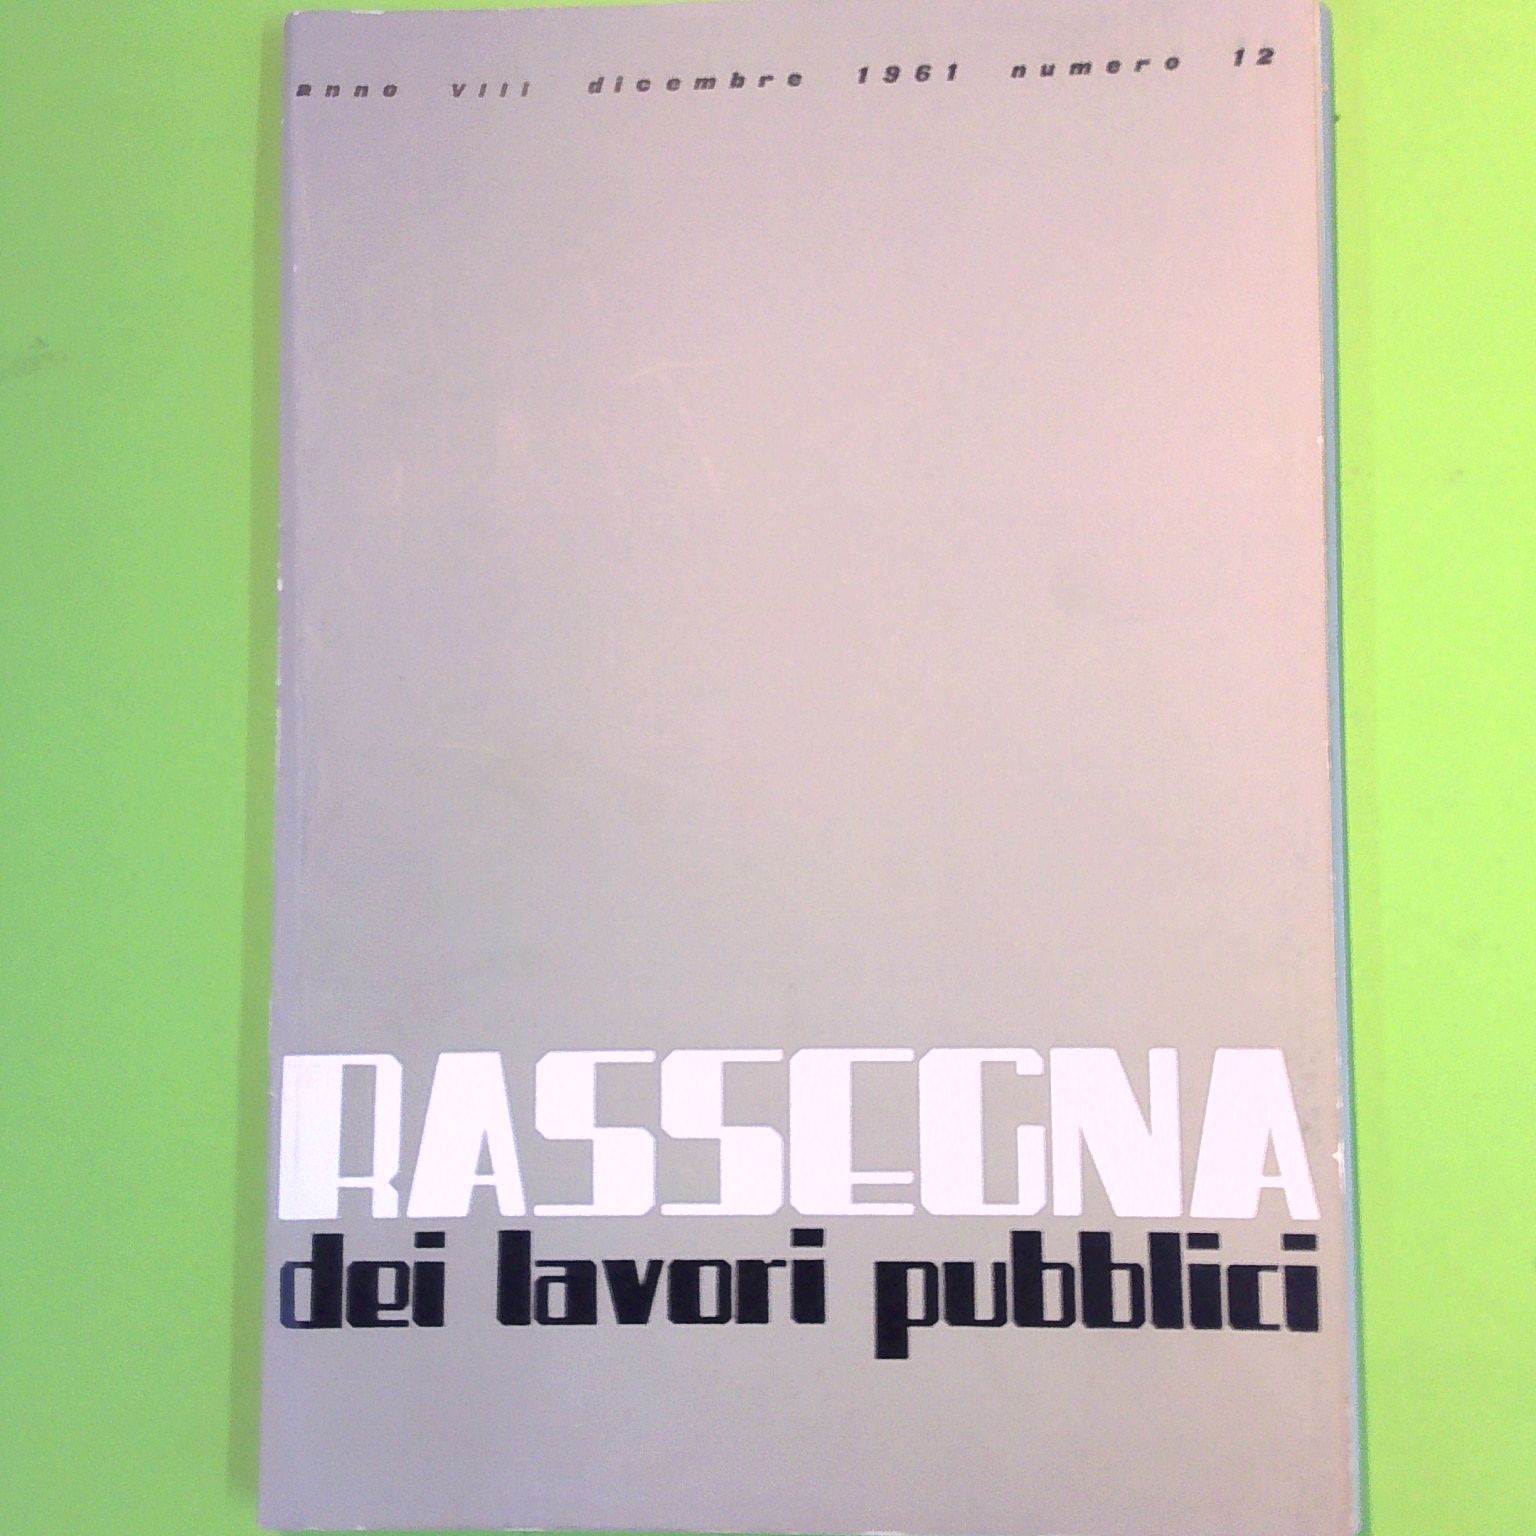 anno VIII dicembre 1961 numero 12
RASSEGNA
dei lavori pubblici